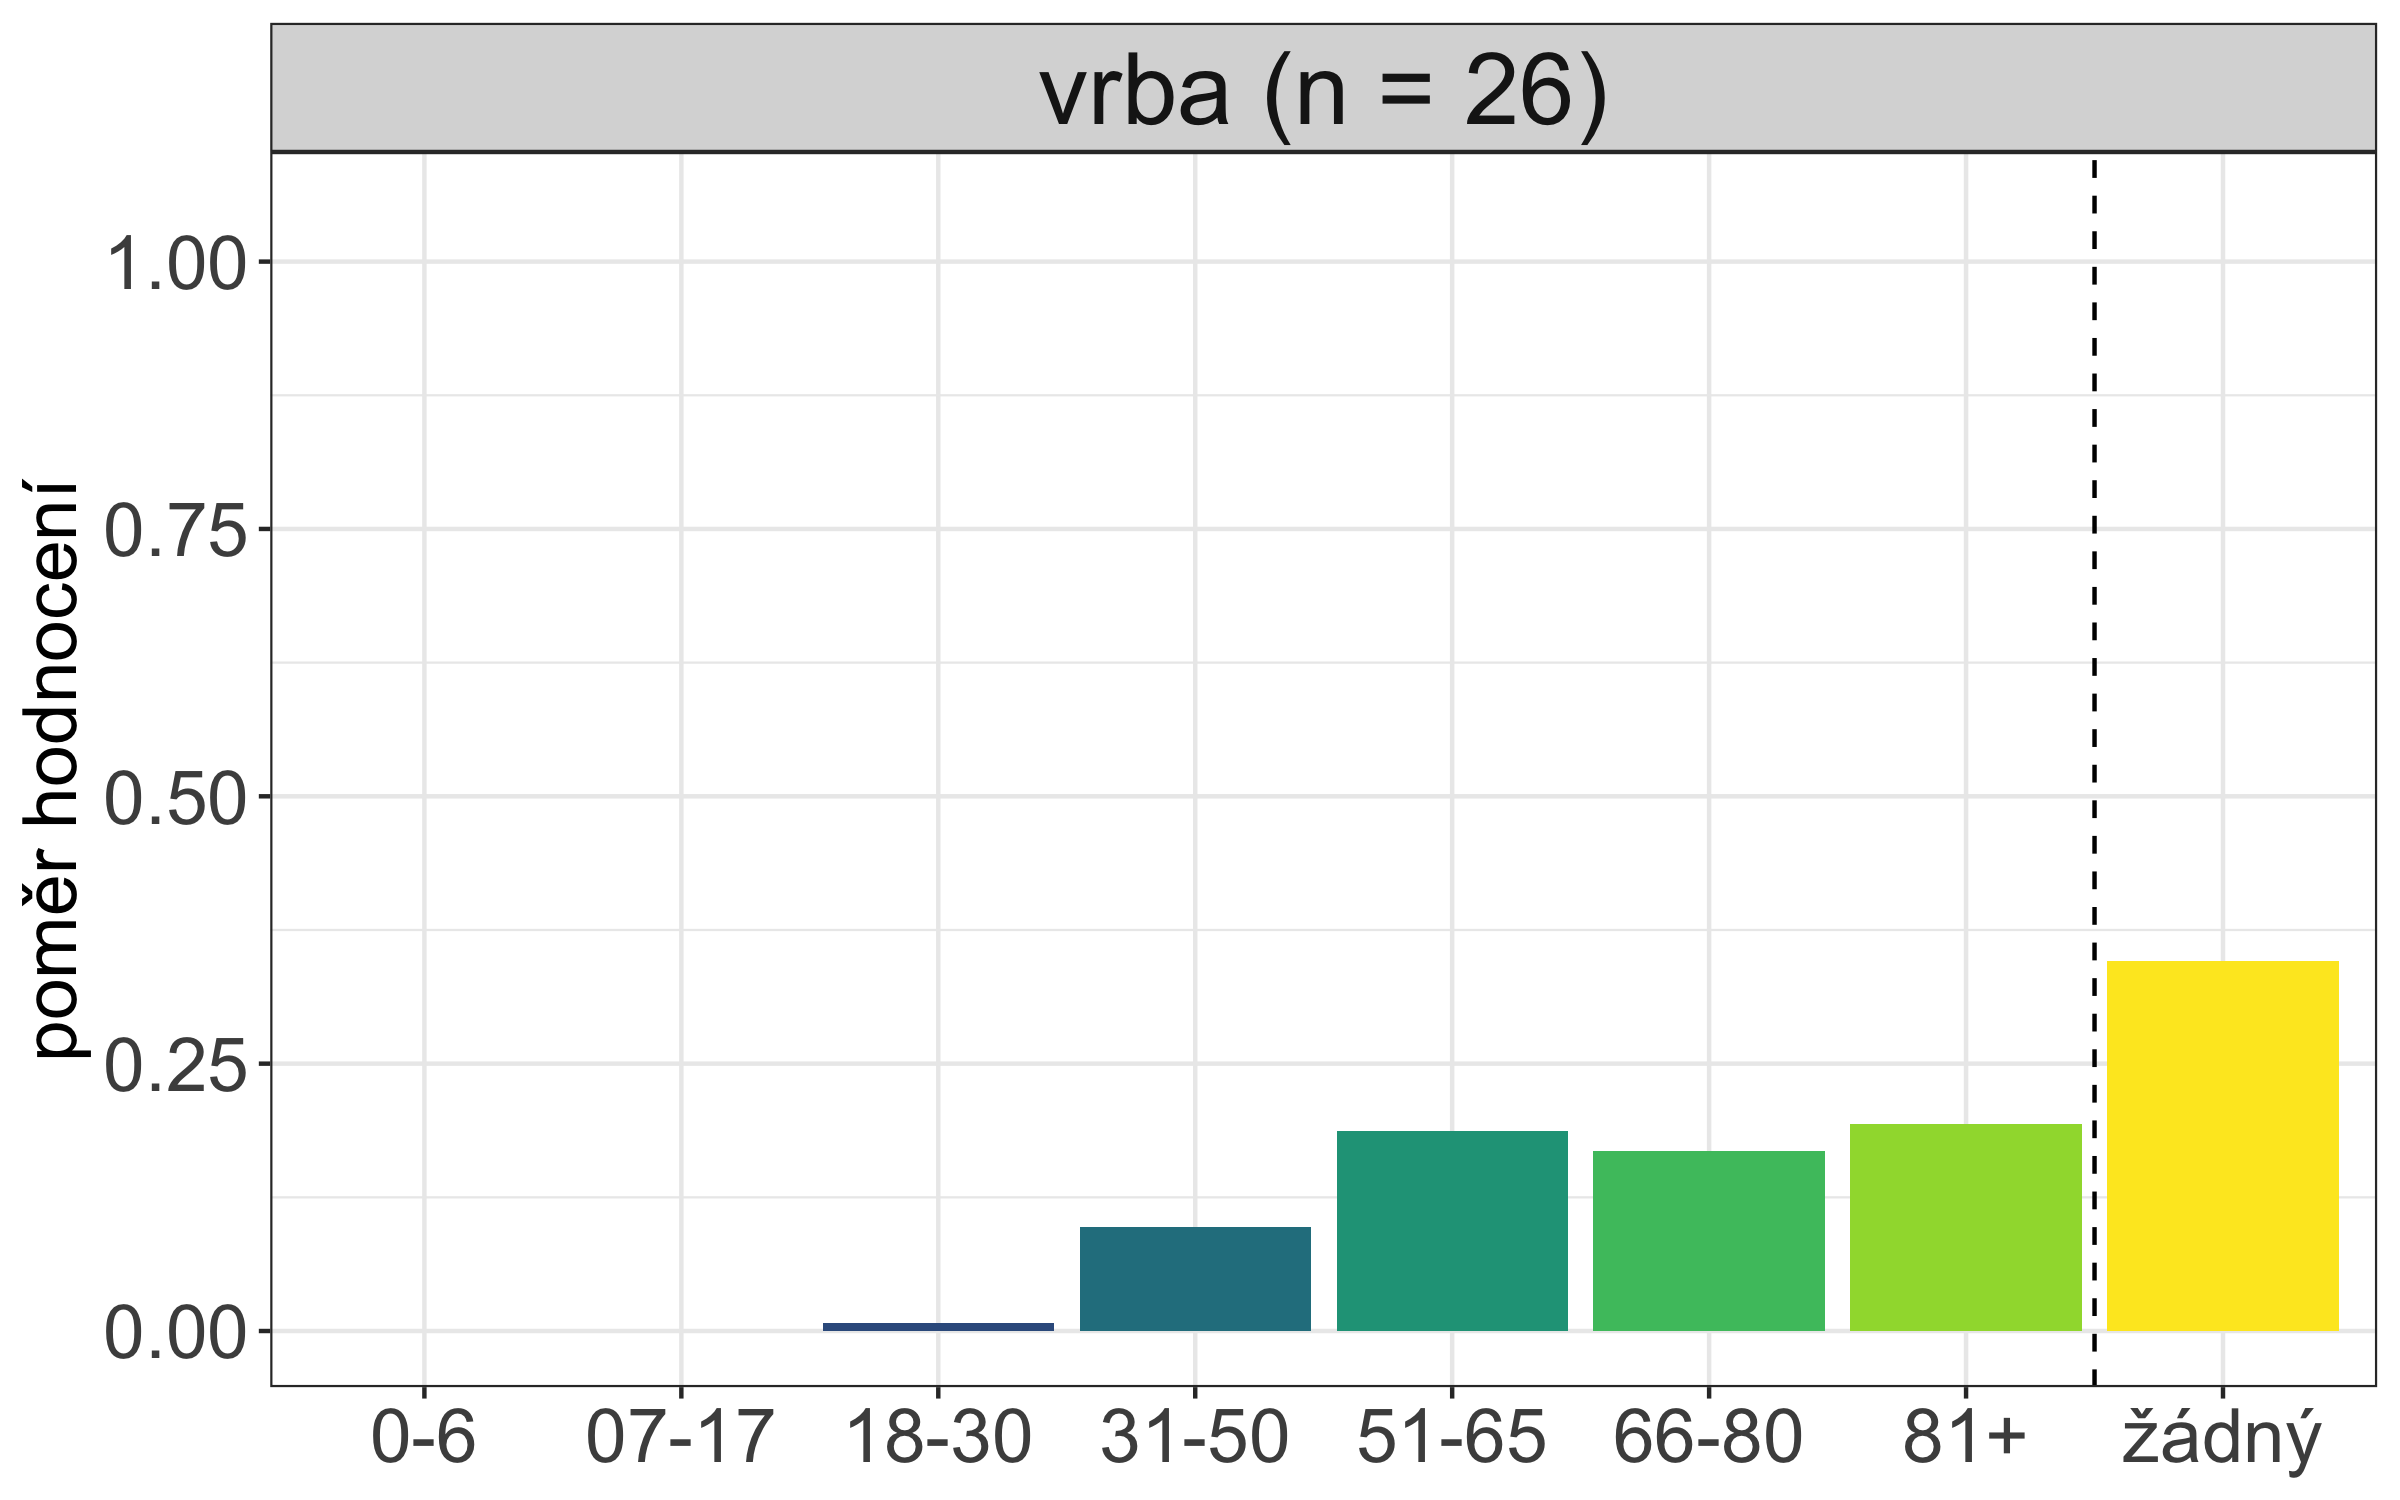 vrba (n = 26)
poměr hodnocení
1.00
0.75
0.50
0.25
0.00
0-6 07-17 18-30 31-50 51-65 66-80 81+ žádný